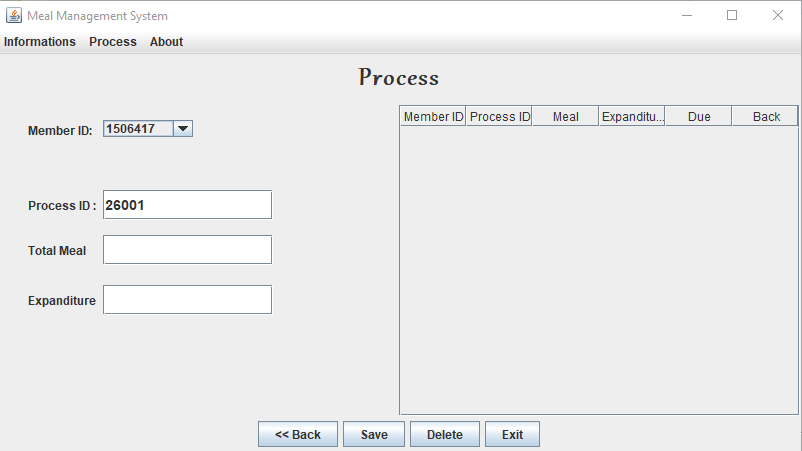 Meal Management System
Informations Process About
Process
Member ID: 1506417
Member ID Process ID Meal Expanditu... Due Back
Process ID : 26001
Total Meal
Expanditure
<< Back Save Delete Exit